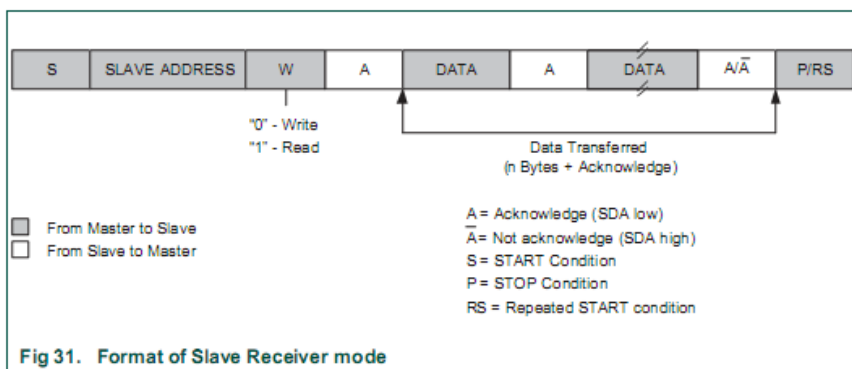 S SLAVE ADDRESS W A DATA A DATA A/A̅ P/RS
"0" - Write
"1" - Read
Data Transferred
(n Bytes + Acknowledge)
From Master to Slave
From Slave to Master
A = Acknowledge (SDA low)
A̅ = Not acknowledge (SDA high)
S = START Condition
P = STOP Condition
RS = Repeated START condition
Fig 31. Format of Slave Receiver mode